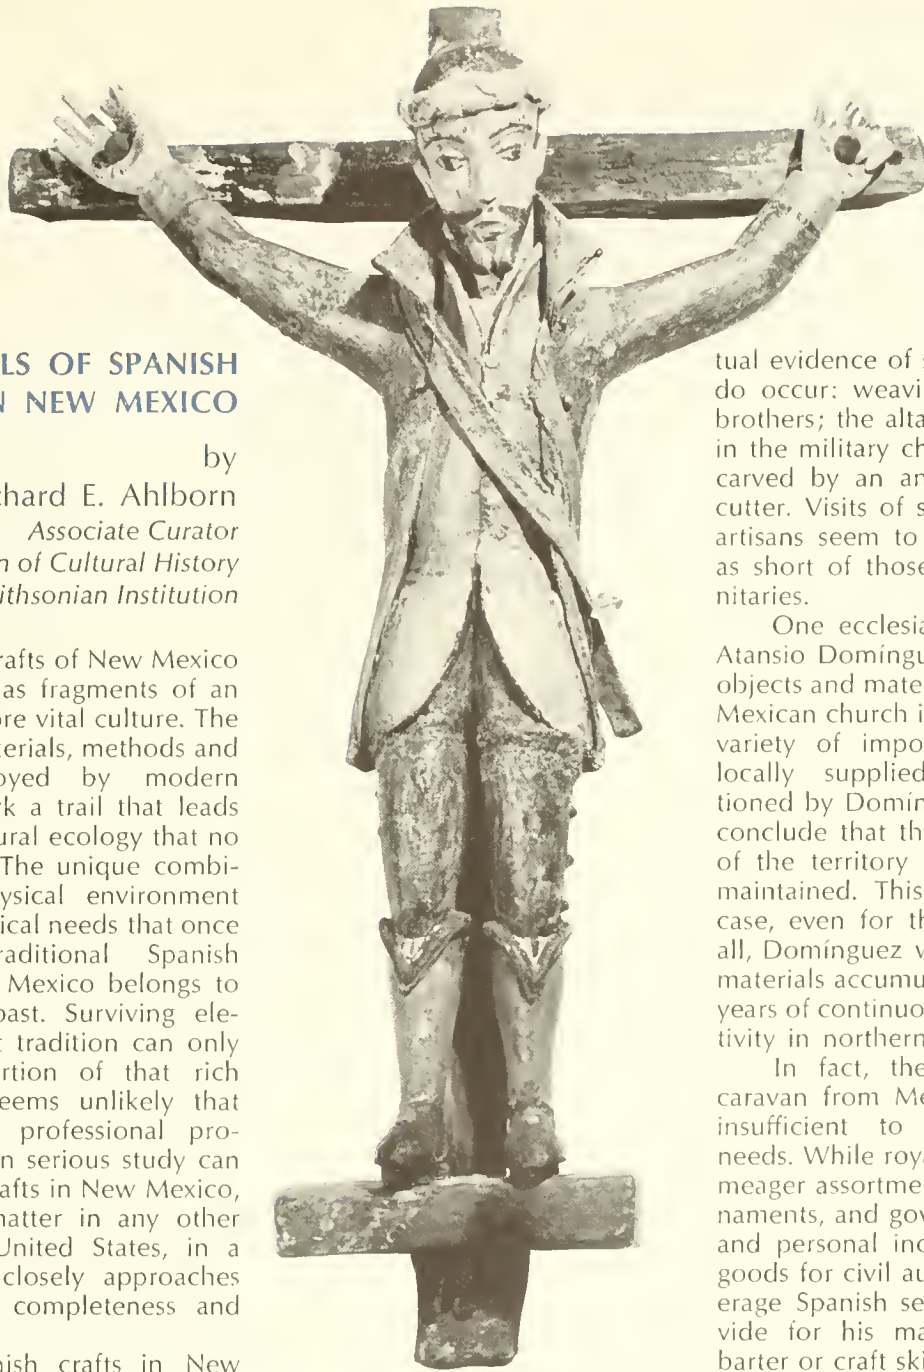 LS OF SPANISH
N NEW MEXICO
by
chard E. Ahlborn
Associate Curator
n of Cultural History
ithsonian Institution
rafts of New Mexico
as fragments of an
ore vital culture. The
terials, methods and
oyed by modern
rk a trail that leads
ural ecology that no
The unique combi-
ysical environment
ical needs that once
raditional Spanish
Mexico belongs to
past. Surviving ele-
t tradition can only
rtion of that rich
eems unlikely that
professional pro-
n serious study can
afts in New Mexico,
natter in any other
United States, in a
closely approaches
completeness and
nish crafts in New
tual evidence of
do occur: weavi
brothers; the alta
in the military ch
carved by an an
cutter. Visits of s
artisans seem to
as short of those
nitaries.
One ecclesia
Atansio Domíngu
objects and mate
Mexican church i
variety of impo
locally supplied
tioned by Domín
conclude that th
of the territory
maintained. This
case, even for th
all, Domínguez v
materials accumu
years of continuo
tivity in northern
In fact, the
caravan from Me
insufficient to
needs. While roya
meager assortme
naments, and gov
and personal inc
goods for civil au
erage Spanish se
vide for his ma
barter or craft sk